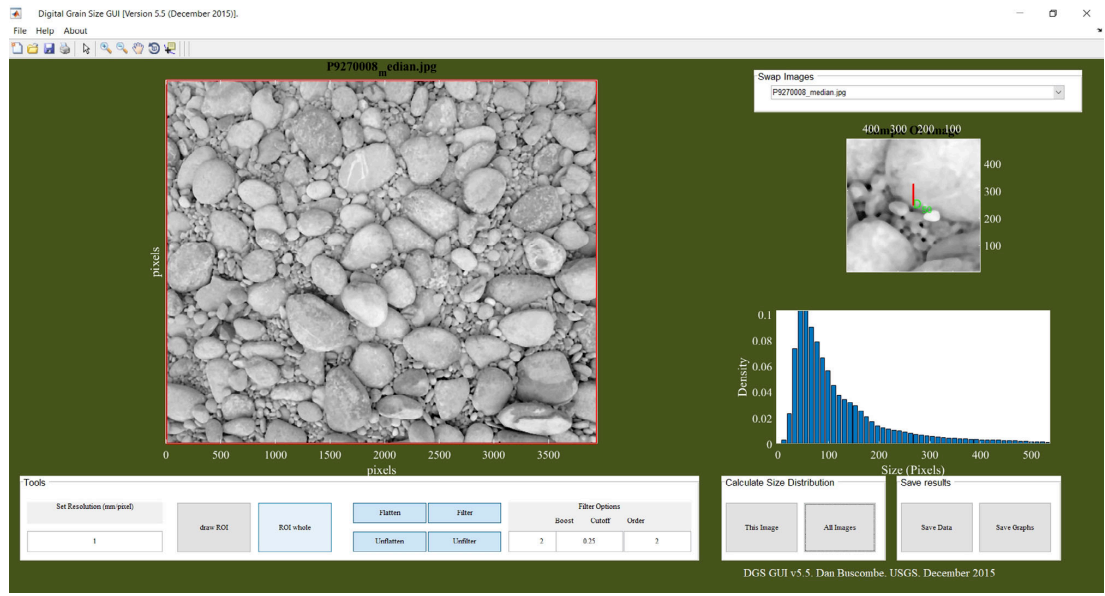 Digital Grain Size GUI [Version 5.5 (December 2015)].
File Help About
P9270008_median.jpg
pixels
0 500 1000 1500 2000 2500 3000 3500
pixels
Swap Images
P9270008_median.jpg
400 300 200 100
400
300
200
100
0.1
0.08
0.06
0.04
0.02
0
Density
0 100 200 300 400 500
Size (Pixels)
Tools
Set Resolution (mm/pixel)
1
draw ROI
ROI whole
Flatten
Filter
Unflatten
Unfilter
Filter Options
Boost Cutoff Order
2 0.25 2
Calculate Size Distribution
This Image
All Images
Save results
Save Data
Save Graphs
DGS GUI v5.5. Dan Buscombe. USGS. December 2015